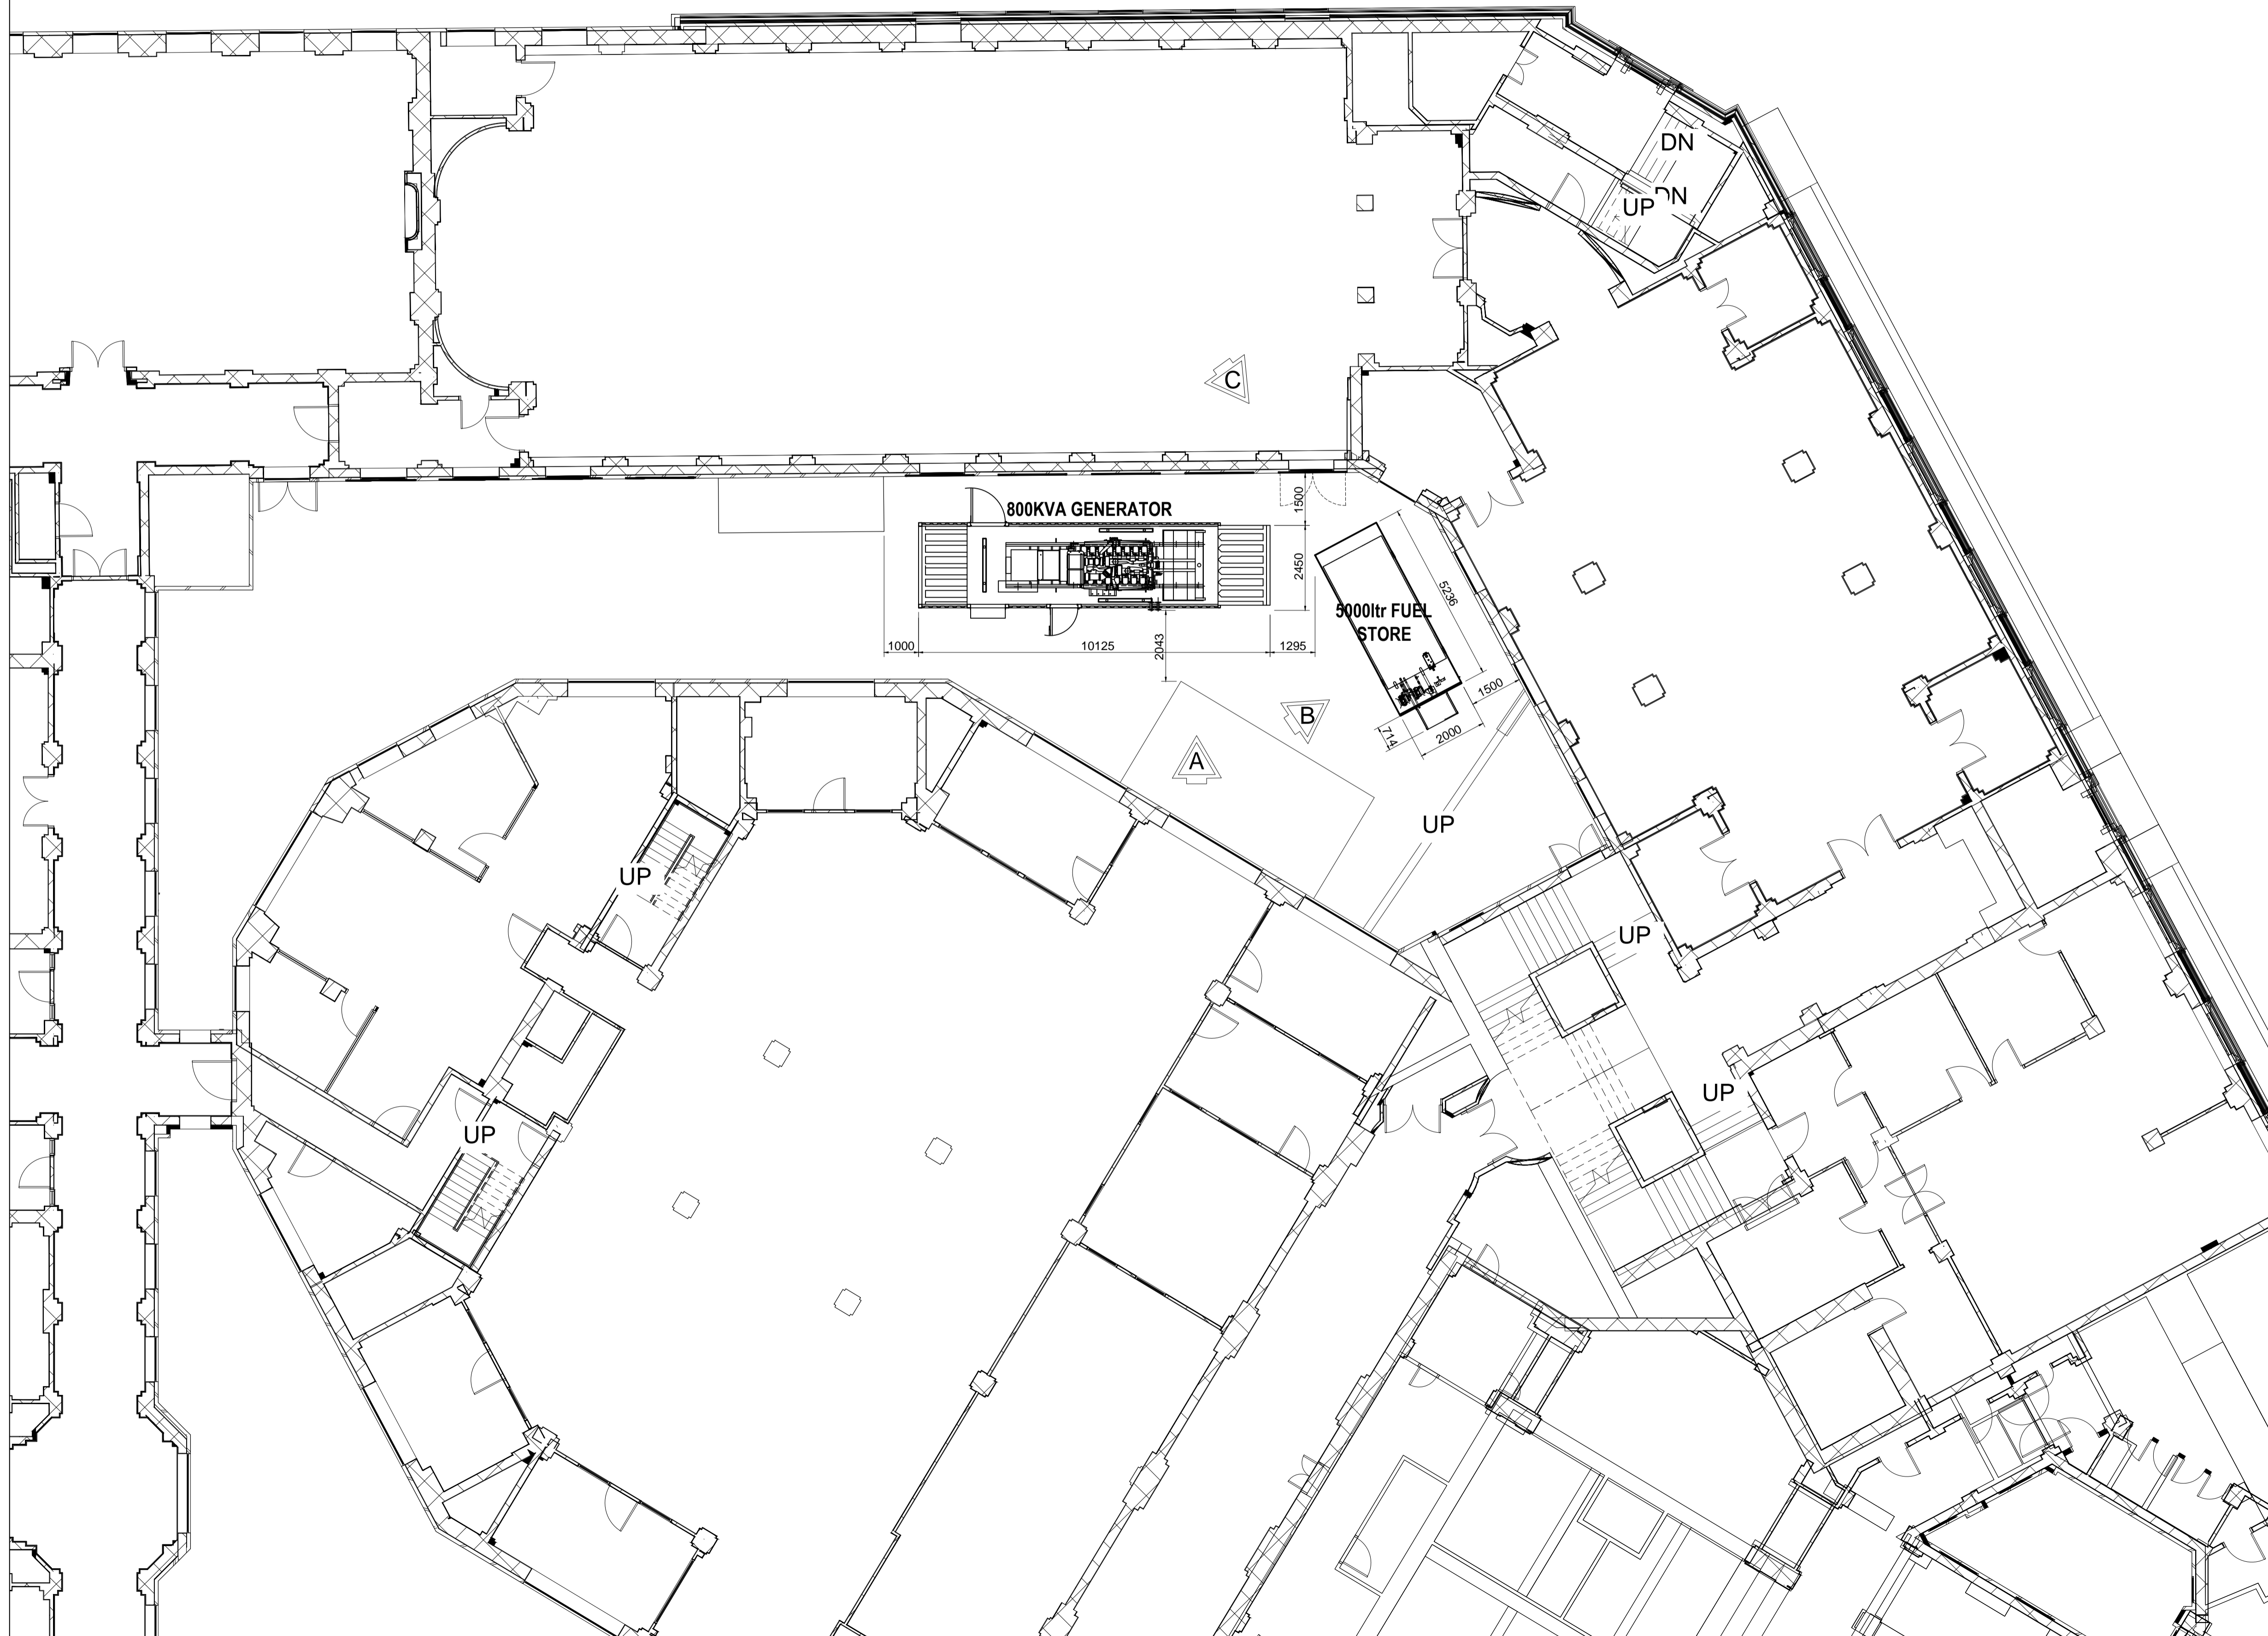 DN
DN
UP
C
800KVA GENERATOR
1500
2450
5236
5000ltr FUEL
STORE
1000
10125
2043
1295
1500
714
2000
B
A
UP
UP
UP
UP
UP